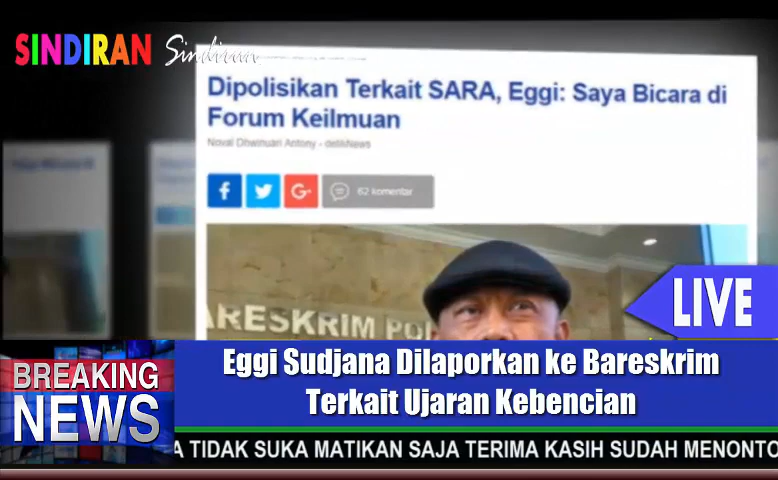 SINDIRAN Sindiran
Dipolisikan Terkait SARA, Eggi: Saya Bicara di
Forum Keilmuan
Noval Dhwinuari Antony - detikNews
62 komentar
ARESKRIM PO
LIVE
BREAKING
NEWS
Eggi Sudjana Dilaporkan ke Bareskrim
Terkait Ujaran Kebencian
A TIDAK SUKA MATIKAN SAJA TERIMA KASIH SUDAH MENONTO